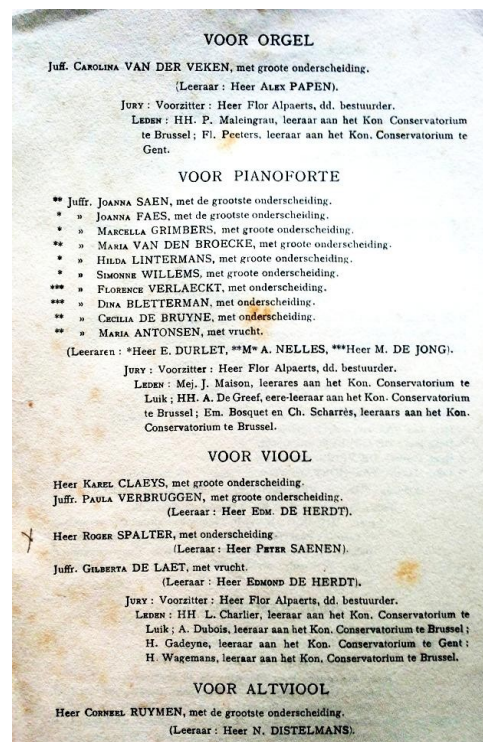 VOOR ORGEL
Juff. CAROLINA VAN DER VEKEN, met groote onderscheiding.
(Leeraar : Heer ALEX PAPEN).
JURY : Voorzitter : Heer Flor Alpaerts, dd. bestuurder.
LEDEN : HH. P. Maleingrau, leeraar aan het Kon Conservatorium
te Brussel ; Fl. Peeters, leeraar aan het Kon. Conservatorium te
Gent.
VOOR PIANOFORTE
** Juffr. JOANNA SAEN, met de grootste onderscheiding.
* » JOANNA FAES, met de grootste onderscheiding.
* » MARCELLA GRIMBERS, met groote onderscheiding.
** » MARIA VAN DEN BROECKE, met groote onderscheiding.
* » HILDA LINTERMANS, met groote onderscheiding.
* » SIMONNE WILLEMS, met groote onderscheiding.
*** » FLORENCE VERLAECKT, met onderscheiding.
*** » DINA BLETTERMAN, met onderscheiding.
** » CECILIA DE BRUYNE, met onderscheiding.
** » MARIA ANTONSEN, met vrucht.
(Leeraren : *Heer E. DURLET, **Mw A. NELLES, ***Heer M. DE JONG).
JURY : Voorzitter : Heer Flor Alpaerts, dd. bestuurder.
LEDEN : Mej. J. Maison, leerares aan het Kon. Conservatorium te
Luik ; HH. A. De Greef, eere-leeraar aan het Kon. Conservatorium
te Brussel ; Em. Bosquet en Ch. Scharrès, leeraars aan het Kon.
Conservatorium te Brussel.
VOOR VIOOL
Heer KAREL CLAEYS, met groote onderscheiding.
Juffr. PAULA VERBRUGGEN, met groote onderscheiding.
(Leeraar : Heer EDM. DE HERDT).
Heer ROGER SPALTER, met onderscheiding
(Leeraar : Heer PETER SAENEN).
Juffr. GILBERTA DE LAET, met vrucht.
(Leeraar : Heer EDMOND DE HERDT).
JURY : Voorzitter : Heer Flor Alpaerts, dd. bestuurder.
LEDEN : HH L. Charlier, leeraar aan het Kon. Conservatorium te
Luik ; A. Dubois, leeraar aan het Kon. Conservatorium te Brussel ;
H. Gadeyne, leeraar aan het Kon. Conservatorium te Gent :
H. Wagemans, leeraar aan het Kon. Conservatorium te Brussel.
VOOR ALTVIOOL
Heer CORNEEL RUYMEN, met de grootste onderscheiding.
(Leeraar : Heer N. DISTELMANS).